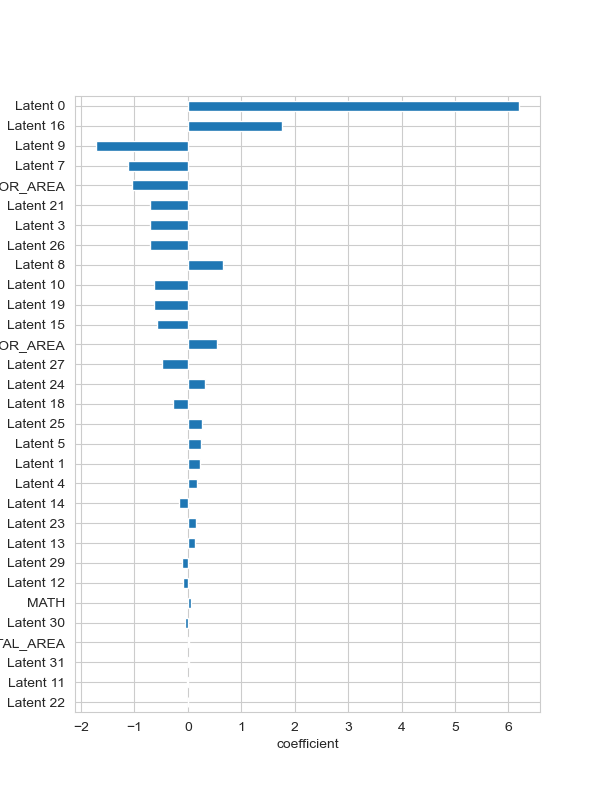 Latent 0
Latent 16
Latent 9
Latent 7
OR_AREA
Latent 21
Latent 3
Latent 26
Latent 8
Latent 10
Latent 19
Latent 15
OR_AREA
Latent 27
Latent 24
Latent 18
Latent 25
Latent 5
Latent 1
Latent 4
Latent 14
Latent 23
Latent 13
Latent 29
Latent 12
MATH
Latent 30
TAL_AREA
Latent 31
Latent 11
Latent 22
−2 −1 0 1 2 3 4 5 6
coefficient